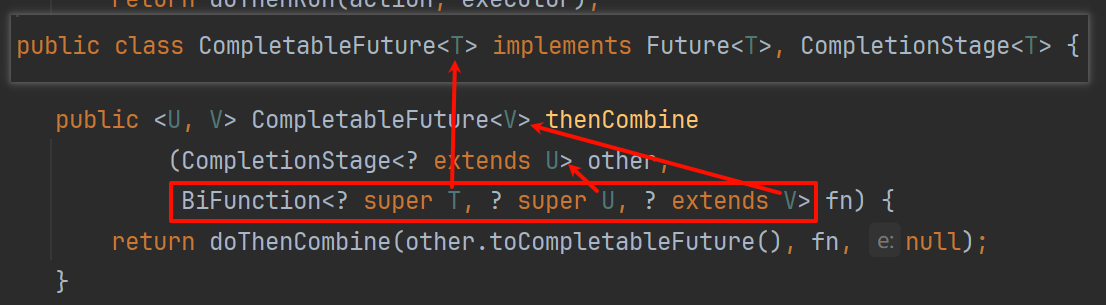 return doThenRun(action, executor);
public class CompletableFuture<T> implements Future<T>, CompletionStage<T> {
public <U, V> CompletableFuture<V> thenCombine
(CompletionStage<? extends U> other,
BiFunction<? super T, ? super U, ? extends V> fn) {
return doThenCombine(other.toCompletableFuture(), fn, e: null);
}